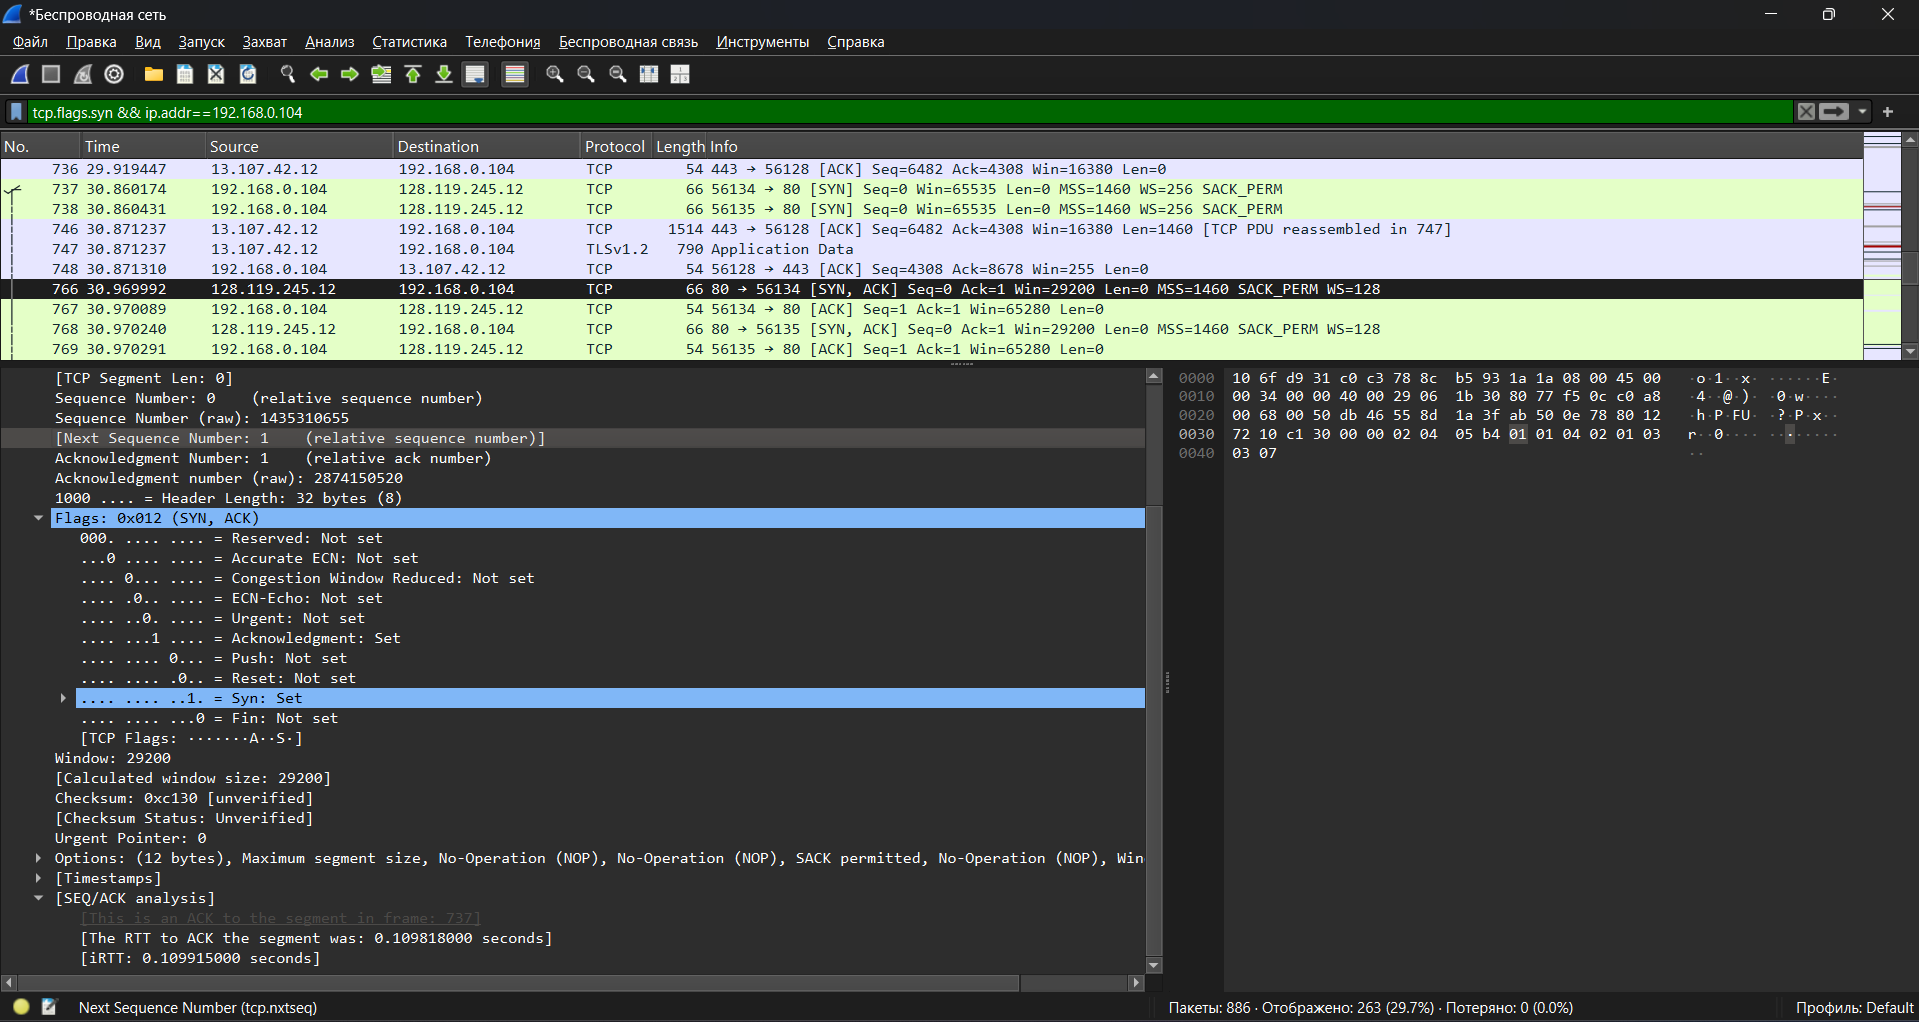 *Беспроводная сеть
Файл Правка Вид Запуск Захват Анализ Статистика Телефония Беспроводная связь Инструменты Справка
tcp.flags.syn && ip.addr==192.168.0.104
No. Time Source Destination Protocol Length Info
736 29.919447 13.107.42.12 192.168.0.104 TCP 54 443 → 56128 [ACK] Seq=6482 Ack=4308 Win=16380 Len=0
737 30.860174 192.168.0.104 128.119.245.12 TCP 66 56134 → 80 [SYN] Seq=0 Win=65535 Len=0 MSS=1460 WS=256 SACK_PERM
738 30.860431 192.168.0.104 128.119.245.12 TCP 66 56135 → 80 [SYN] Seq=0 Win=65535 Len=0 MSS=1460 WS=256 SACK_PERM
746 30.871237 13.107.42.12 192.168.0.104 TCP 1514 443 → 56128 [ACK] Seq=6482 Ack=4308 Win=16380 Len=1460 [TCP PDU reassembled in 747]
747 30.871237 13.107.42.12 192.168.0.104 TLSv1.2 790 Application Data
748 30.871310 192.168.0.104 13.107.42.12 TCP 54 56128 → 443 [ACK] Seq=4308 Ack=8678 Win=255 Len=0
766 30.969992 128.119.245.12 192.168.0.104 TCP 66 80 → 56134 [SYN, ACK] Seq=0 Ack=1 Win=29200 Len=0 MSS=1460 SACK_PERM WS=128
767 30.970089 192.168.0.104 128.119.245.12 TCP 54 56134 → 80 [ACK] Seq=1 Ack=1 Win=65280 Len=0
768 30.970240 128.119.245.12 192.168.0.104 TCP 66 80 → 56135 [SYN, ACK] Seq=0 Ack=1 Win=29200 Len=0 MSS=1460 SACK_PERM WS=128
769 30.970291 192.168.0.104 128.119.245.12 TCP 54 56135 → 80 [ACK] Seq=1 Ack=1 Win=65280 Len=0
[TCP Segment Len: 0]
Sequence Number: 0 (relative sequence number)
Sequence Number (raw): 1435310655
[Next Sequence Number: 1 (relative sequence number)]
Acknowledgment Number: 1 (relative ack number)
Acknowledgment number (raw): 2874150520
1000 .... = Header Length: 32 bytes (8)
Flags: 0x012 (SYN, ACK)
000. .... .... = Reserved: Not set
...0 .... .... = Accurate ECN: Not set
.... 0... .... = Congestion Window Reduced: Not set
.... .0.. .... = ECN-Echo: Not set
.... ..0. .... = Urgent: Not set
.... ...1 .... = Acknowledgment: Set
.... .... 0... = Push: Not set
.... .... .0.. = Reset: Not set
.... .... ..1. = Syn: Set
.... .... ...0 = Fin: Not set
[TCP Flags: ·······A··S·]
Window: 29200
[Calculated window size: 29200]
Checksum: 0xc130 [unverified]
[Checksum Status: Unverified]
Urgent Pointer: 0
Options: (12 bytes), Maximum segment size, No-Operation (NOP), No-Operation (NOP), SACK permitted, No-Operation (NOP), Win
[Timestamps]
[SEQ/ACK analysis]
[This is an ACK to the segment in frame: 737]
[The RTT to ACK the segment was: 0.109818000 seconds]
[iRTT: 0.109915000 seconds]
0000 10 6f d9 31 c0 c3 78 8c b5 93 1a 1a 08 00 45 00 ·o·1··x· ······E·
0010 00 34 00 00 40 00 29 06 1b 30 80 77 f5 0c c0 a8 ·4··@·)· ·0·w····
0020 00 68 00 50 db 46 55 8d 1a 3f ab 50 0e 78 80 12 ·h·P·FU· ·?·P·x··
0030 72 10 c1 30 00 00 02 04 05 b4 01 01 04 02 01 03 r··0···· ········
0040 03 07 ··
Next Sequence Number (tcp.nxtseq)
Пакеты: 886 · Отображено: 263 (29.7%) · Потеряно: 0 (0.0%)
Профиль: Default